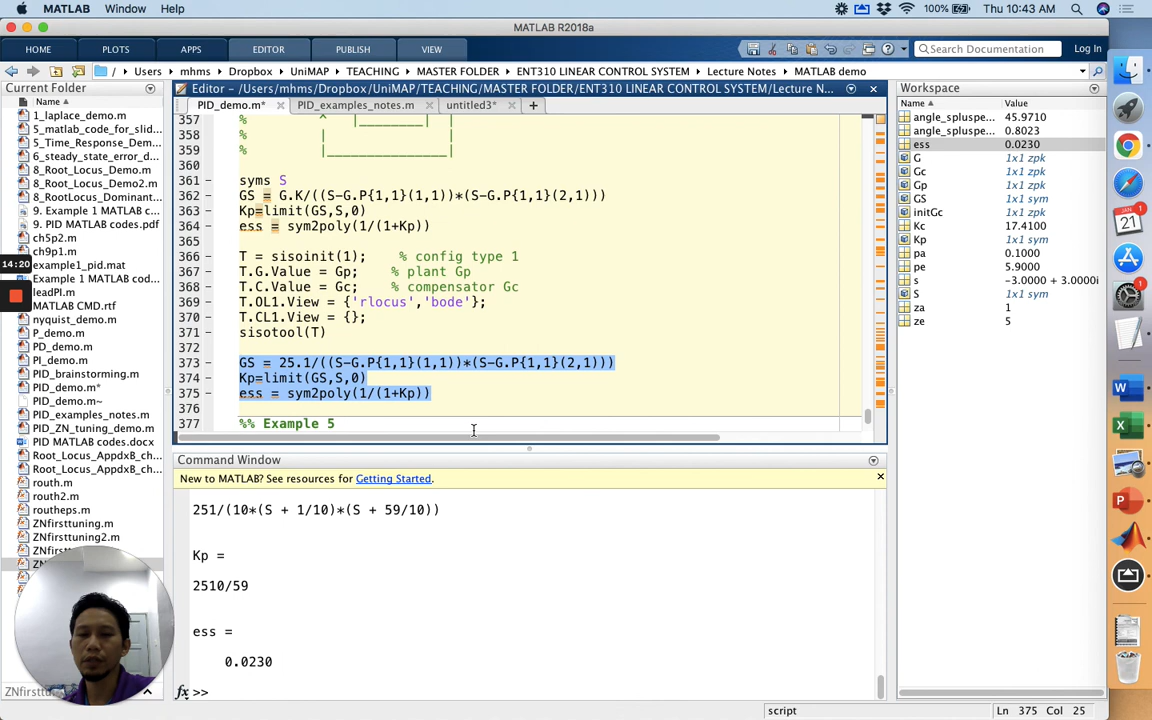 MATLAB Window Help 100% Thu 10:43 AM
MATLAB R2018a
HOME PLOTS APPS EDITOR PUBLISH VIEW Search Documentation Log In
/ Users mhms Dropbox UniMAP TEACHING MASTER FOLDER ENT310 LINEAR CONTROL SYSTEM Lecture Notes MATLAB demo
Current Folder
Name
1_laplace_demo.m
5_matlab_code_for_slid...
5_Time_Response_Dem...
6_steady_state_error_d...
8_Root_Locus_Demo.m
8_Root_Locus_Demo2.m
8_RootLocus_Dominant...
9. Example 1 MATLAB c...
9. PID MATLAB codes.pdf
ch5p2.m
ch9p1.m
example1_pid.mat
Example 1 MATLAB cod...
leadPI.m
MATLAB CMD.rtf
nyquist_demo.m
P_demo.m
PD_demo.m
PI_demo.m
PID_brainstorming.m
PID_demo.m*
PID_demo.m~
PID_examples_notes.m
PID_ZN_tuning_demo.m
PID MATLAB codes.docx
Root_Locus_AppdxB_ch...
Root_Locus_AppdxB_ch...
routh.m
routh2.m
routheps.m
ZNfirsttuning.m
ZNfirsttuning2.m
14:20
Editor - /Users/mhms/Dropbox/UniMAP/TEACHING/MASTER FOLDER/ENT310 LINEAR CONTROL SYSTEM/Lecture N...
PID_demo.m* PID_examples_notes.m untitled3* +
357 % ^ |________| |
358 % | |
359 % |_______________|
360
361 syms S
362 GS = G.K/((S-G.P{1,1}(1,1))*(S-G.P{1,1}(2,1)))
363 Kp=limit(GS,S,0)
364 ess = sym2poly(1/(1+Kp))
365
366 T = sisoinit(1); % config type 1
367 T.G.Value = Gp; % plant Gp
368 T.C.Value = Gc; % compensator Gc
369 T.OL1.View = {'rlocus','bode'};
370 T.CL1.View = {};
371 sisotool(T)
372
373 GS = 25.1/((S-G.P{1,1}(1,1))*(S-G.P{1,1}(2,1)))
374 Kp=limit(GS,S,0)
375 ess = sym2poly(1/(1+Kp))
376
377 %% Example 5
Command Window
New to MATLAB? See resources for Getting Started.
251/(10*(S + 1/10)*(S + 59/10))
Kp =
2510/59
ess =
0.0230
fx >>
Workspace
Name Value
angle_spluspe... 45.9710
angle_spluspe... 0.8023
ess 0.0230
G 1x1 zpk
Gc 1x1 zpk
Gp 1x1 zpk
GS 1x1 sym
initGc 1x1 zpk
Kc 17.4100
Kp 1x1 sym
pa 0.1000
pe 5.9000
s -3.0000 + 3.0000i
S 1x1 sym
za 1
ze 5
script Ln 375 Col 25